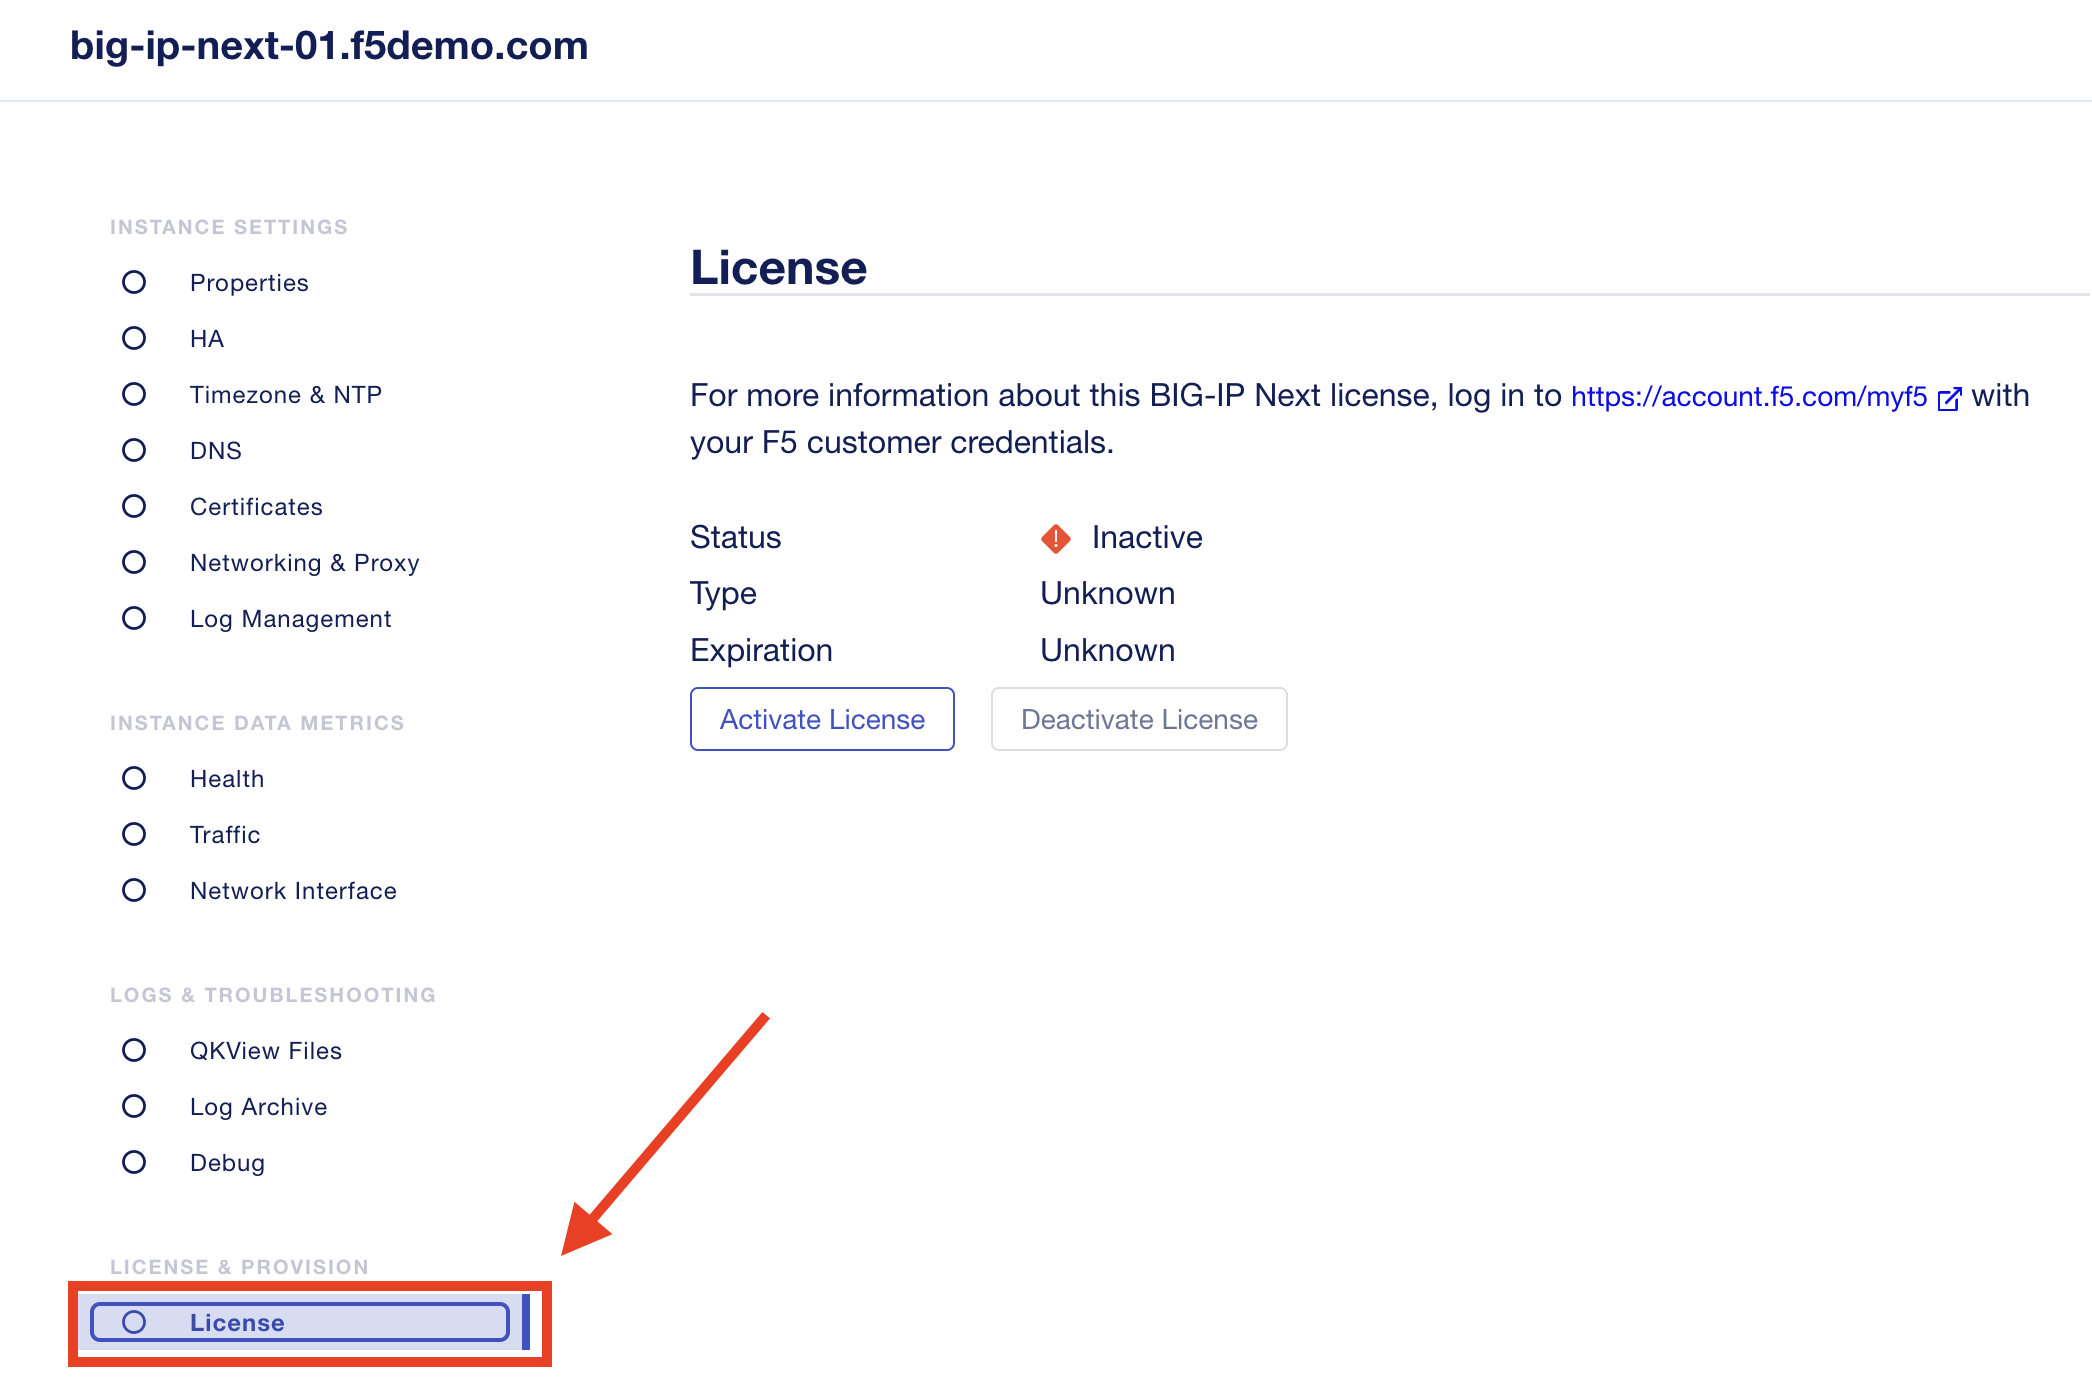 big-ip-next-01.f5demo.com
INSTANCE SETTINGS
Properties
HA
Timezone & NTP
DNS
Certificates
Networking & Proxy
Log Management
INSTANCE DATA METRICS
Health
Traffic
Network Interface
LOGS & TROUBLESHOOTING
QKView Files
Log Archive
Debug
LICENSE & PROVISION
License
License
For more information about this BIG-IP Next license, log in to https://account.f5.com/myf5 with
your F5 customer credentials.
Status Inactive
Type Unknown
Expiration Unknown
Activate License Deactivate License